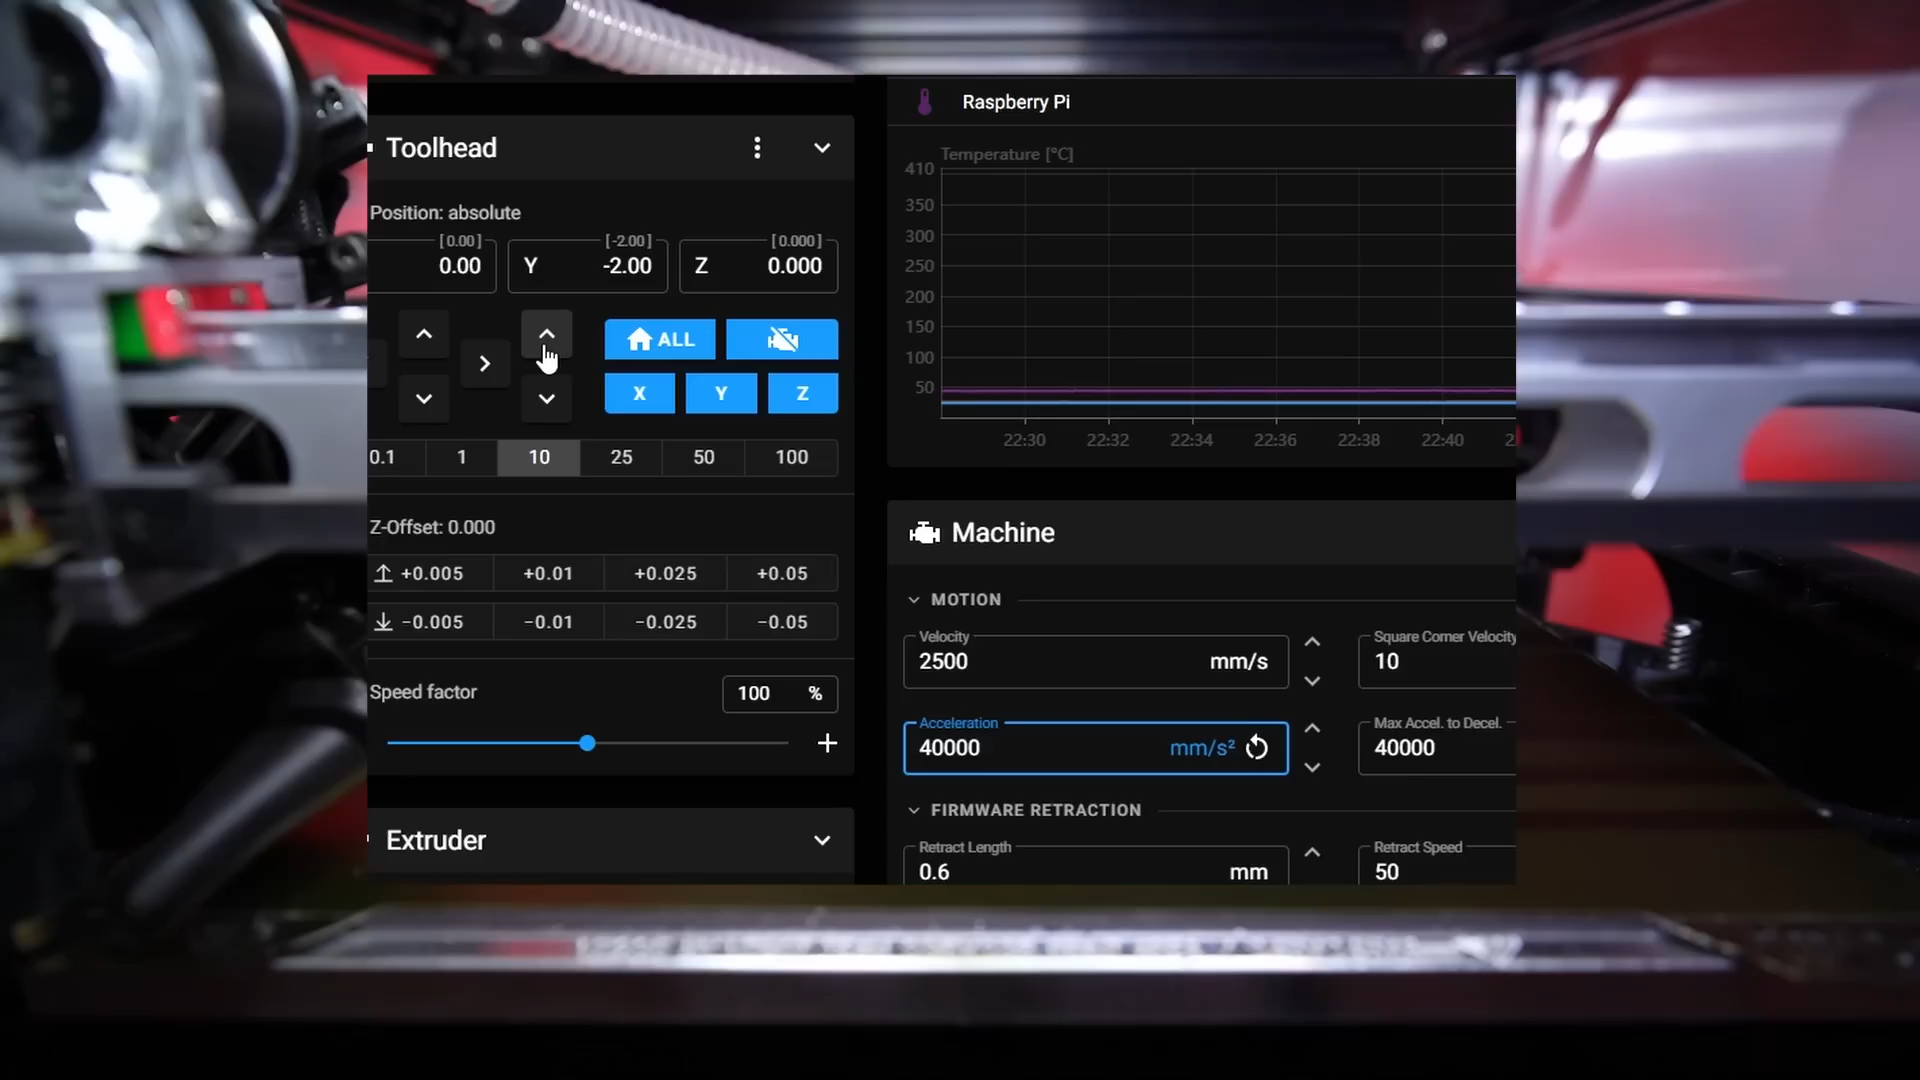 Toolhead
Position: absolute
[0.00]
0.00
[-2.00]
Y -2.00
[0.000]
Z 0.000
ALL
X Y Z
0.1 1 10 25 50 100
Z-Offset: 0.000
+0.005 +0.01 +0.025 +0.05
-0.005 -0.01 -0.025 -0.05
Speed factor 100 %
Extruder
Raspberry Pi
Temperature [°C]
410
350
300
250
200
150
100
50
22:30 22:32 22:34 22:36 22:38 22:40
Machine
MOTION
Velocity
2500 mm/s
Square Corner Velocity
10
Acceleration
40000 mm/s²
Max Accel. to Decel.
40000
FIRMWARE RETRACTION
Retract Length
0.6 mm
Retract Speed
50